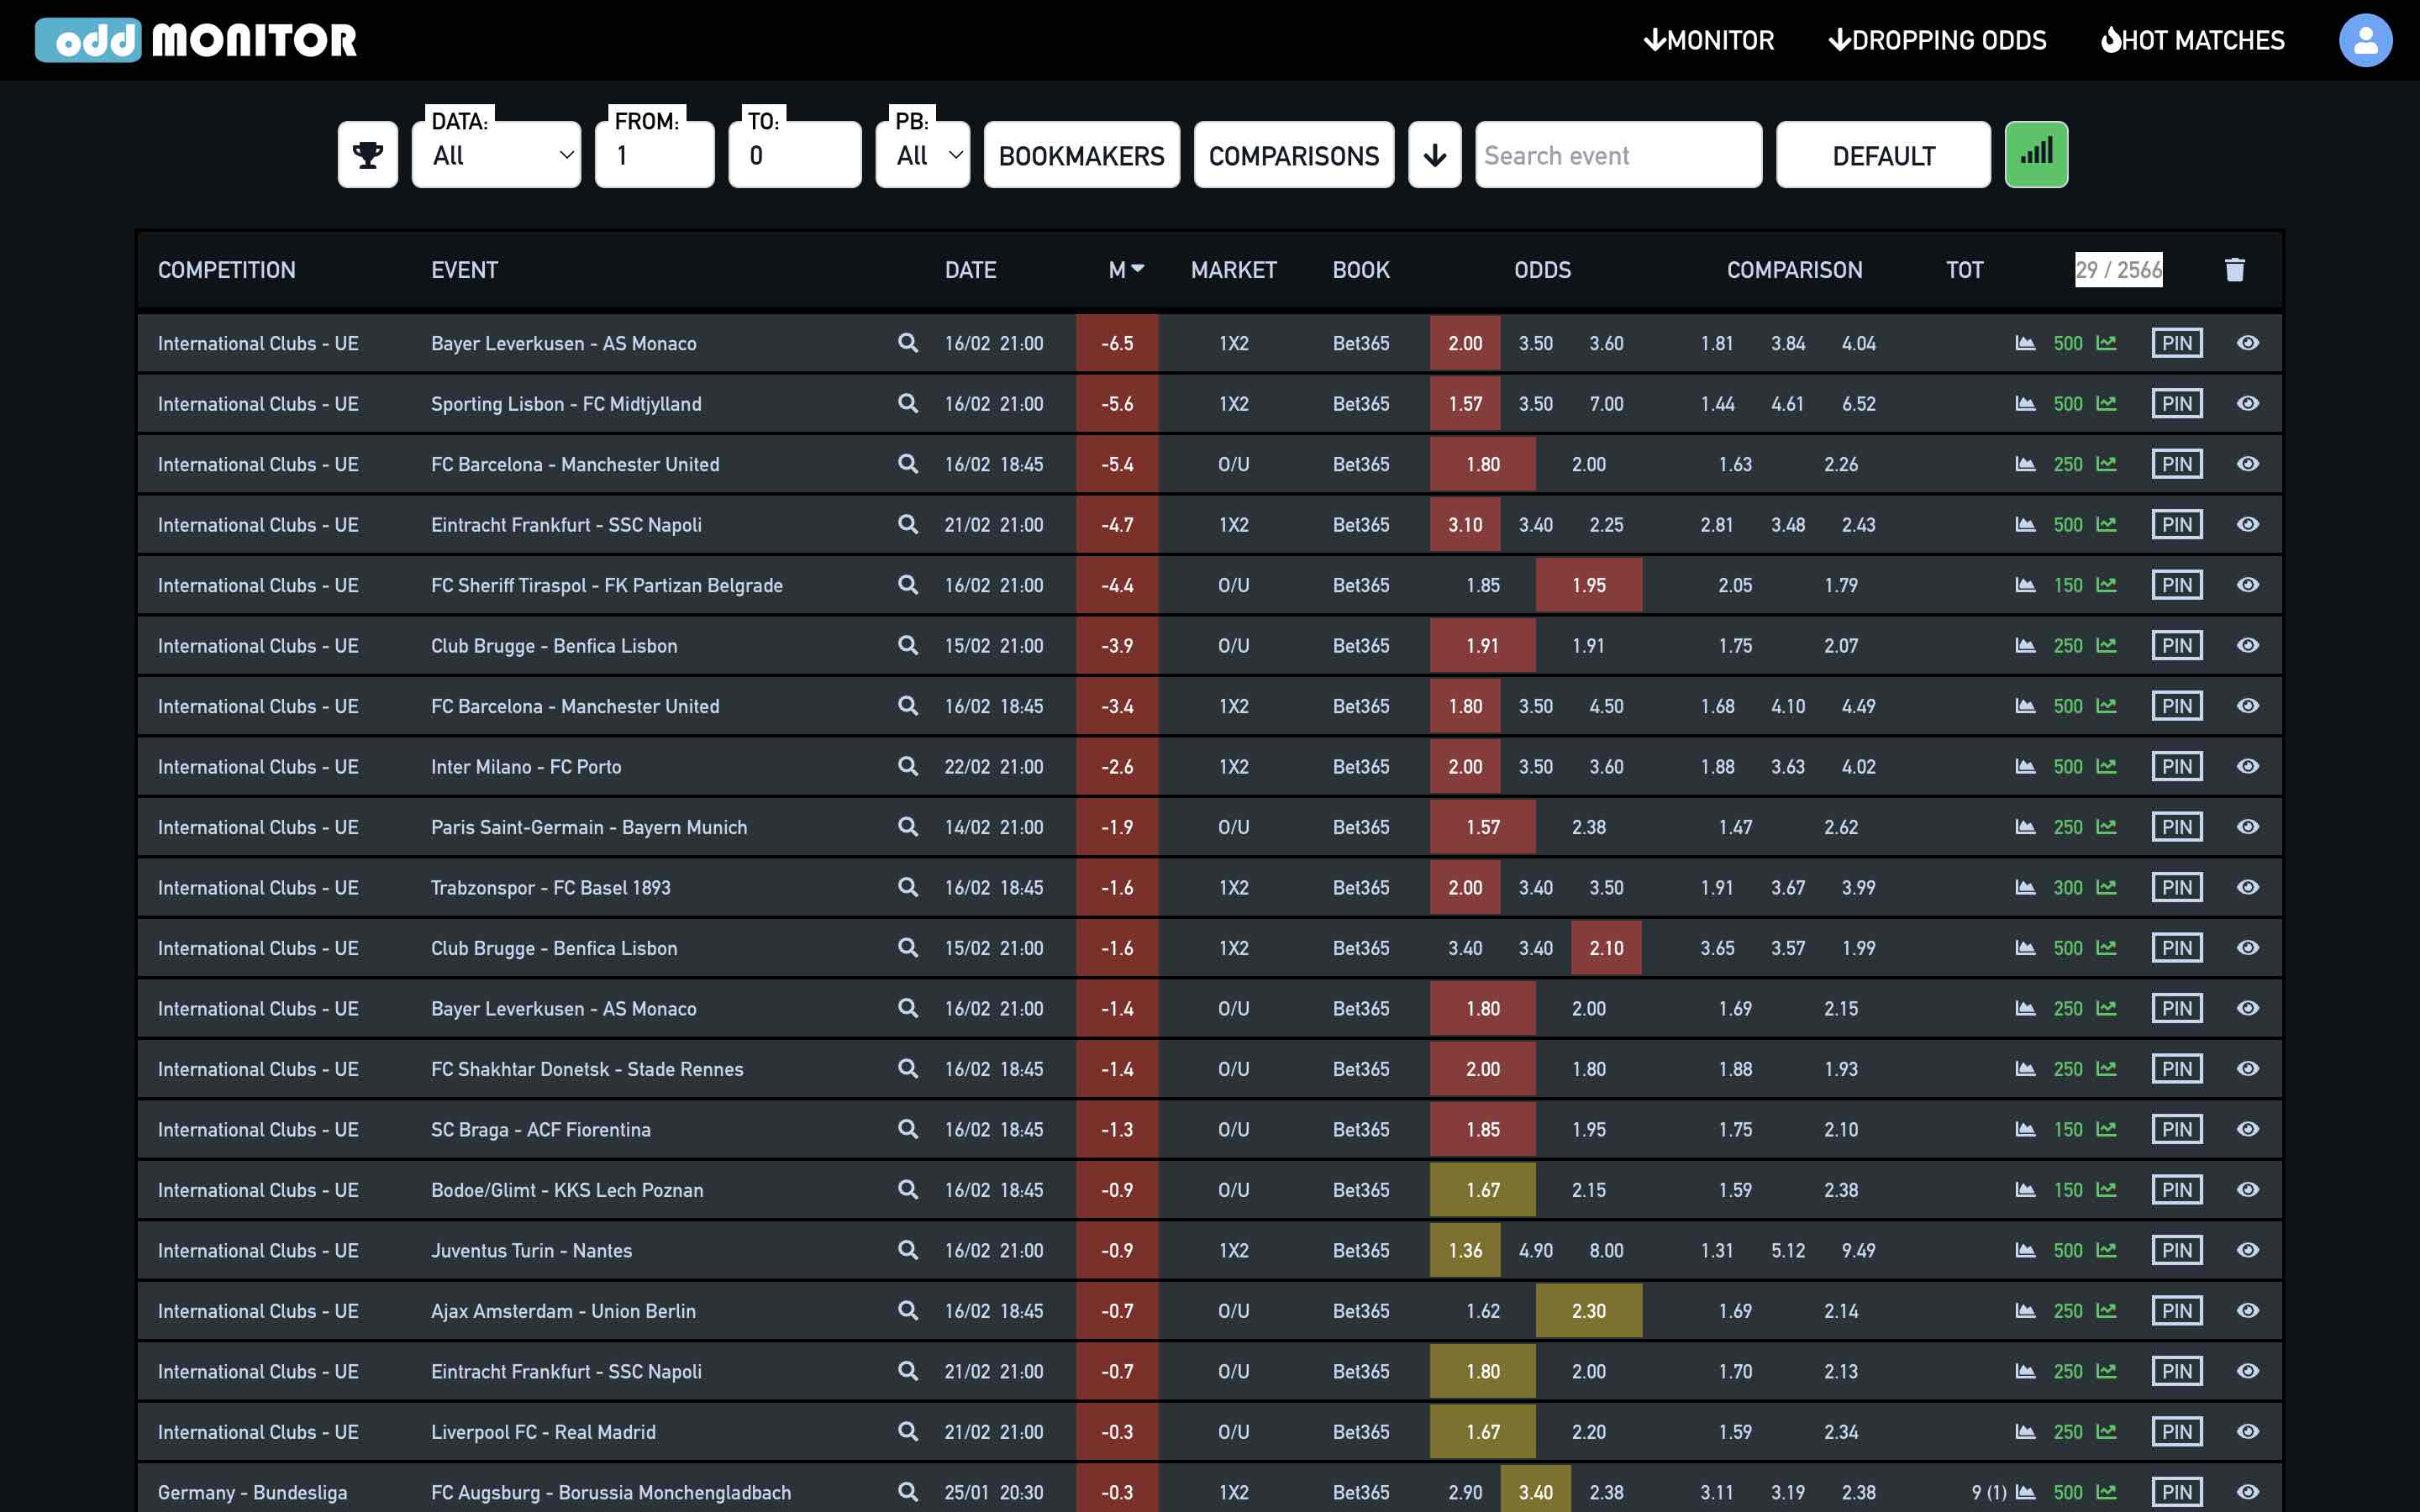 odd MONITOR MONITOR DROPPING ODDS HOT MATCHES
DATA: FROM: TO: PB:
All 1 0 All BOOKMAKERS COMPARISONS Search event DEFAULT
COMPETITION EVENT DATE M MARKET BOOK ODDS COMPARISON TOT 29 / 2566
International Clubs - UE Bayer Leverkusen - AS Monaco 16/02 21:00 -6.5 1X2 Bet365 2.00 3.50 3.60 1.81 3.84 4.04 500 PIN
International Clubs - UE Sporting Lisbon - FC Midtjylland 16/02 21:00 -5.6 1X2 Bet365 1.57 3.50 7.00 1.44 4.61 6.52 500 PIN
International Clubs - UE FC Barcelona - Manchester United 16/02 18:45 -5.4 O/U Bet365 1.80 2.00 1.63 2.26 250 PIN
International Clubs - UE Eintracht Frankfurt - SSC Napoli 21/02 21:00 -4.7 1X2 Bet365 3.10 3.40 2.25 2.81 3.48 2.43 500 PIN
International Clubs - UE FC Sheriff Tiraspol - FK Partizan Belgrade 16/02 21:00 -4.4 O/U Bet365 1.85 1.95 2.05 1.79 150 PIN
International Clubs - UE Club Brugge - Benfica Lisbon 15/02 21:00 -3.9 O/U Bet365 1.91 1.91 1.75 2.07 250 PIN
International Clubs - UE FC Barcelona - Manchester United 16/02 18:45 -3.4 1X2 Bet365 1.80 3.50 4.50 1.68 4.10 4.49 500 PIN
International Clubs - UE Inter Milano - FC Porto 22/02 21:00 -2.6 1X2 Bet365 2.00 3.50 3.60 1.88 3.63 4.02 500 PIN
International Clubs - UE Paris Saint-Germain - Bayern Munich 14/02 21:00 -1.9 O/U Bet365 1.57 2.38 1.47 2.62 250 PIN
International Clubs - UE Trabzonspor - FC Basel 1893 16/02 18:45 -1.6 1X2 Bet365 2.00 3.40 3.50 1.91 3.67 3.99 300 PIN
International Clubs - UE Club Brugge - Benfica Lisbon 15/02 21:00 -1.6 1X2 Bet365 3.40 3.40 2.10 3.65 3.57 1.99 500 PIN
International Clubs - UE Bayer Leverkusen - AS Monaco 16/02 21:00 -1.4 O/U Bet365 1.80 2.00 1.69 2.15 250 PIN
International Clubs - UE FC Shakhtar Donetsk - Stade Rennes 16/02 18:45 -1.4 O/U Bet365 2.00 1.80 1.88 1.93 250 PIN
International Clubs - UE SC Braga - ACF Fiorentina 16/02 18:45 -1.3 O/U Bet365 1.85 1.95 1.75 2.10 150 PIN
International Clubs - UE Bodoe/Glimt - KKS Lech Poznan 16/02 18:45 -0.9 O/U Bet365 1.67 2.15 1.59 2.38 150 PIN
International Clubs - UE Juventus Turin - Nantes 16/02 21:00 -0.9 1X2 Bet365 1.36 4.90 8.00 1.31 5.12 9.49 500 PIN
International Clubs - UE Ajax Amsterdam - Union Berlin 16/02 18:45 -0.7 O/U Bet365 1.62 2.30 1.69 2.14 250 PIN
International Clubs - UE Eintracht Frankfurt - SSC Napoli 21/02 21:00 -0.7 O/U Bet365 1.80 2.00 1.70 2.13 250 PIN
International Clubs - UE Liverpool FC - Real Madrid 21/02 21:00 -0.3 O/U Bet365 1.67 2.20 1.59 2.34 250 PIN
Germany - Bundesliga FC Augsburg - Borussia Monchengladbach 25/01 20:30 -0.3 1X2 Bet365 2.90 3.40 2.38 3.11 3.19 2.38 9 (1) 500 PIN